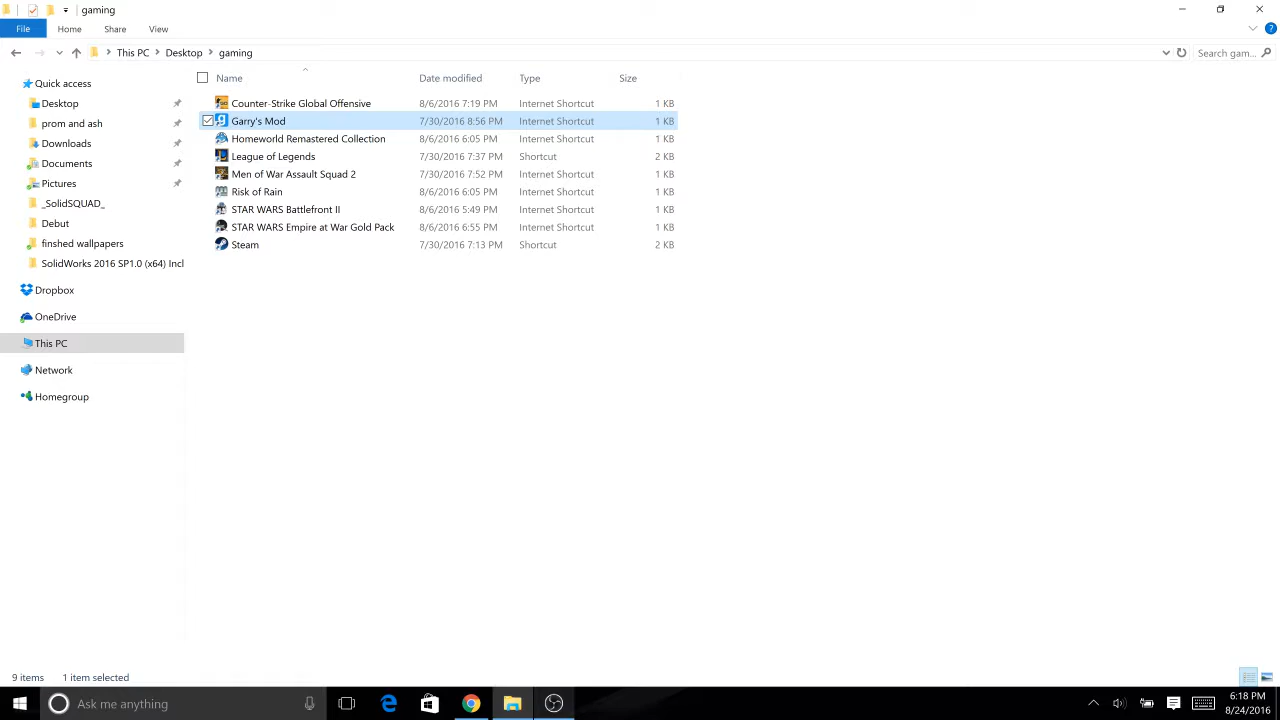 gaming
File Home Share View
This PC Desktop gaming Search gam...
Name Date modified Type Size
Quick access
Desktop
prom and ash
Downloads
Documents
Pictures
_SolidSQUAD_
Debut
finshed wallpapers
SolidWorks 2016 SP1.0 (x64) Incl
Dropbox
OneDrive
This PC
Network
Homegroup
Counter-Strike Global Offensive 8/6/2016 7:19 PM Internet Shortcut 1 KB
Garry's Mod 7/30/2016 8:56 PM Internet Shortcut 1 KB
Homeworld Remastered Collection 8/6/2016 6:05 PM Internet Shortcut 1 KB
League of Legends 7/30/2016 7:37 PM Shortcut 2 KB
Men of War Assault Squad 2 7/30/2016 7:52 PM Internet Shortcut 1 KB
Risk of Rain 8/6/2016 6:05 PM Internet Shortcut 1 KB
STAR WARS Battlefront II 8/6/2016 5:49 PM Internet Shortcut 1 KB
STAR WARS Empire at War Gold Pack 8/6/2016 6:55 PM Internet Shortcut 1 KB
Steam 7/30/2016 7:13 PM Shortcut 2 KB
9 items 1 item selected
Ask me anything
6:18 PM
8/24/2016